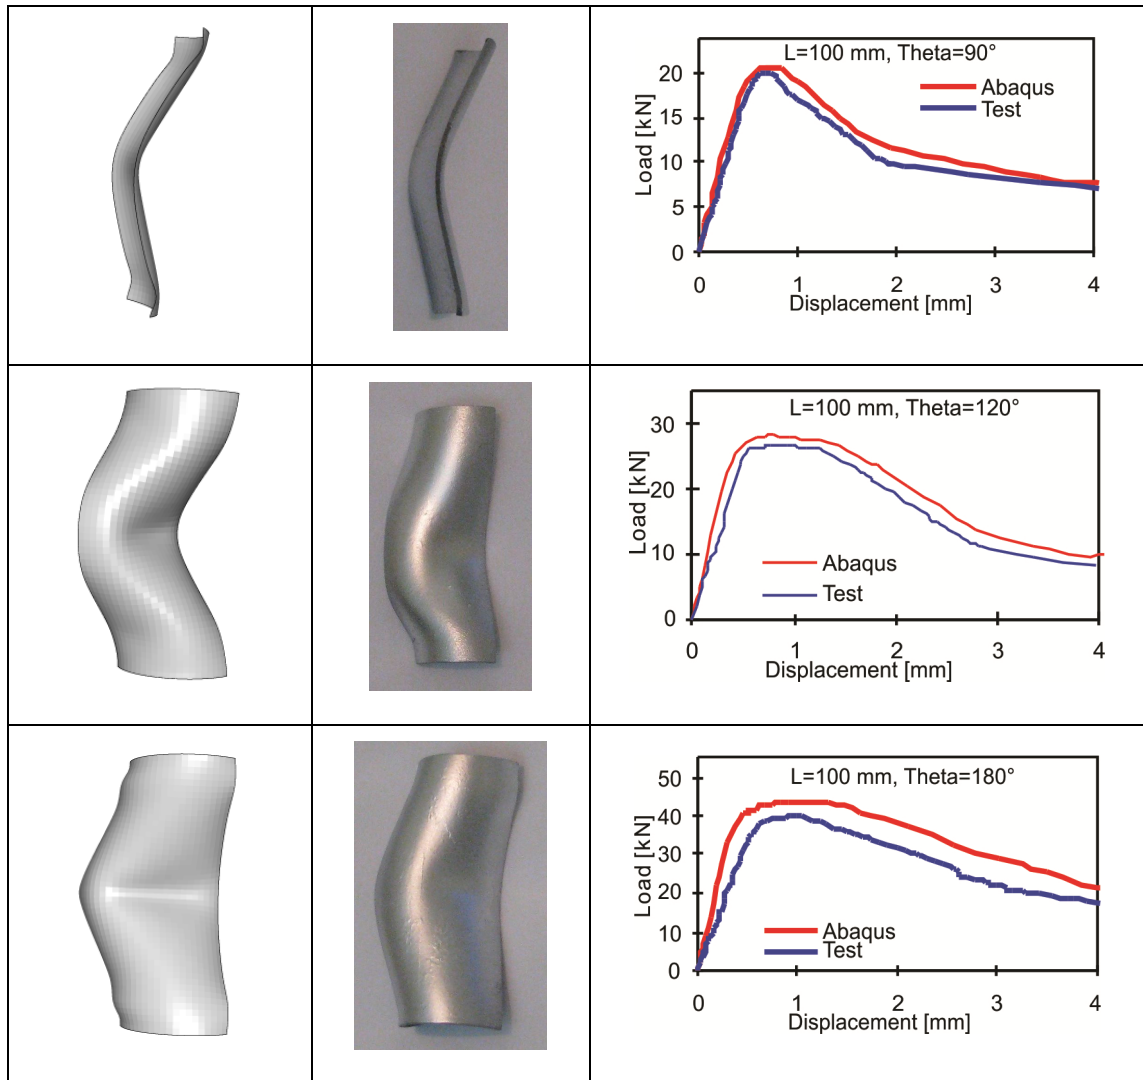 L=100 mm, Theta=90°
Abaqus
Test
Load [kN]
20
15
10
5
0
0 1 2 3 4
Displacement [mm]
L=100 mm, Theta=120°
Load [kN]
30
20
10
0
Abaqus
Test
0 1 2 3 4
Displacement [mm]
L=100 mm, Theta=180°
Load [kN]
50
40
30
20
10
0
Abaqus
Test
0 1 2 3 4
Displacement [mm]